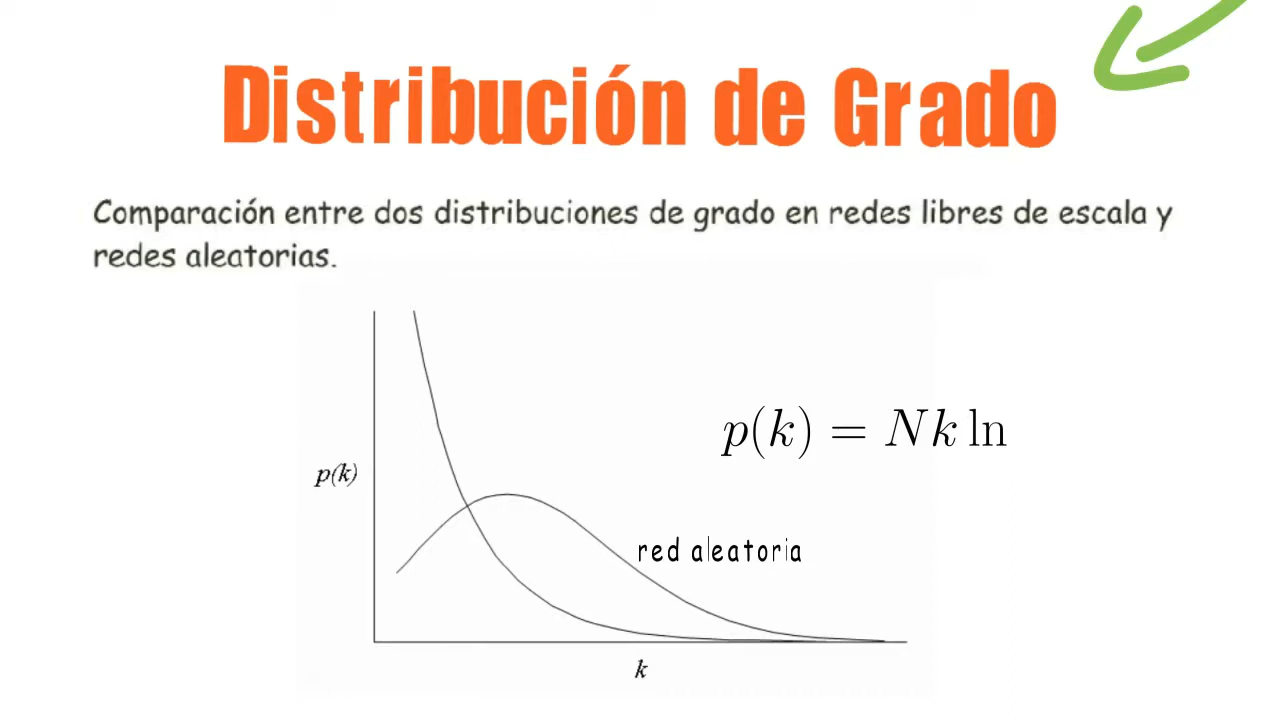 Distribución de Grado
Comparación entre dos distribuciones de grado en redes libres de escala y
redes aleatorias.
p(k) = Nk ln
p(k)
red aleatoria
k